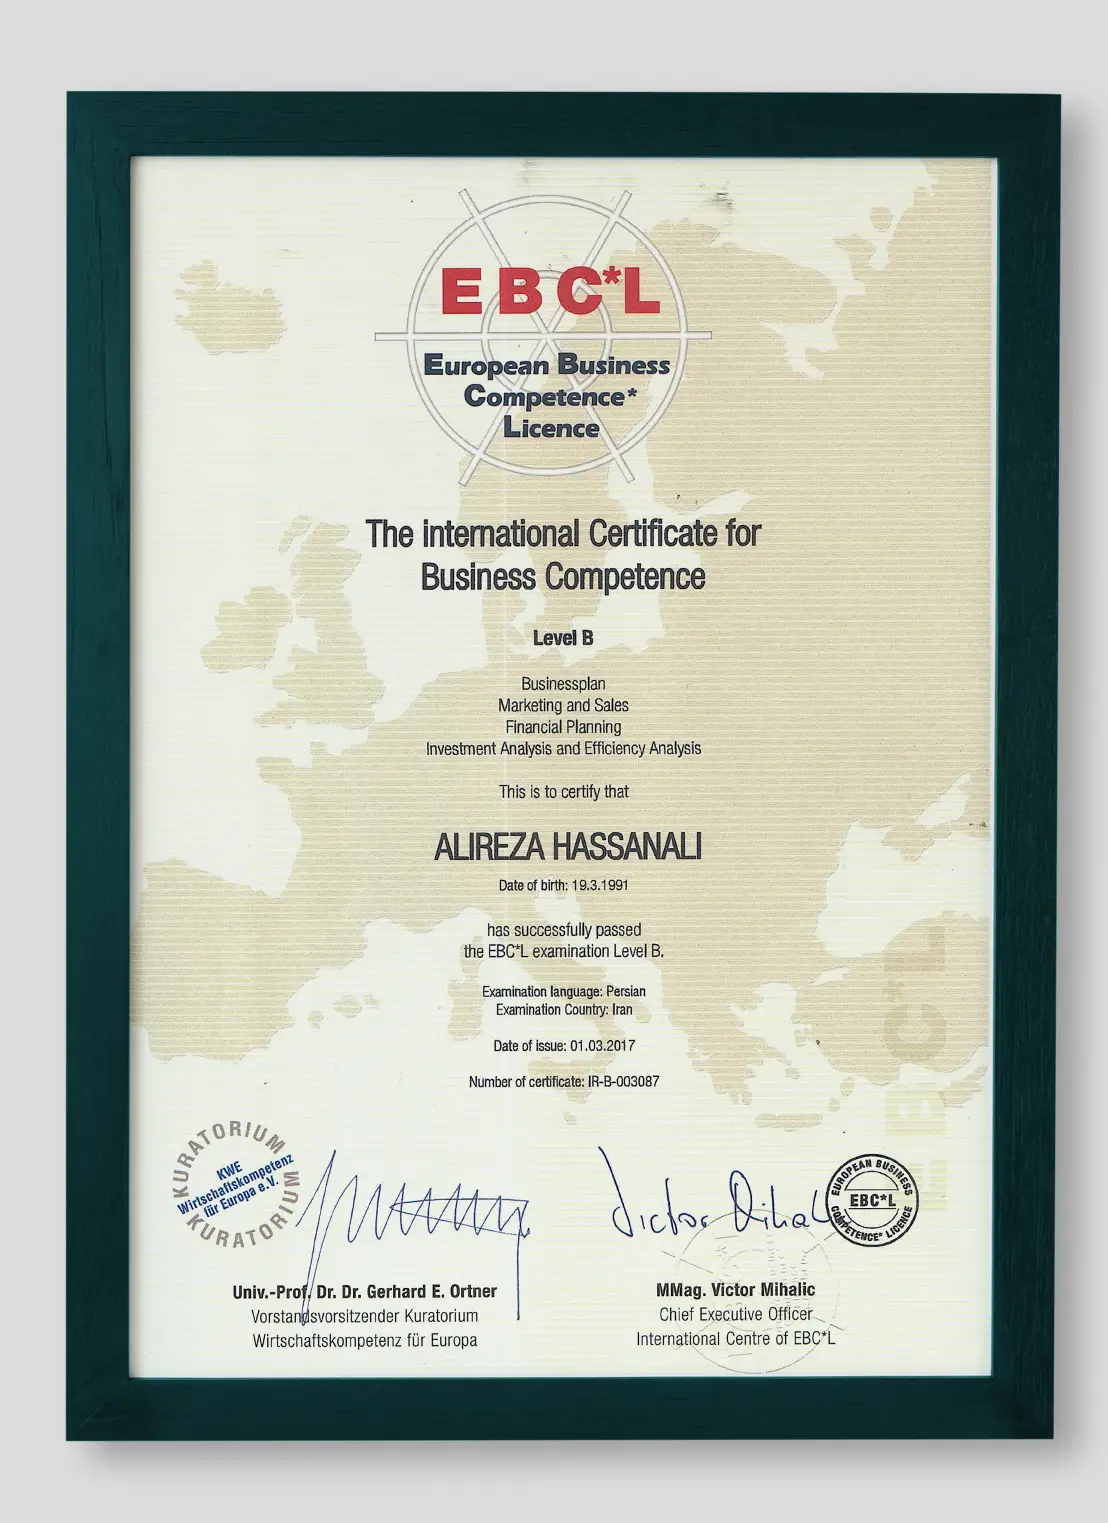 EBC*L
European Business
Competence*
Licence
The international Certificate for
Business Competence
Level B
Businessplan
Marketing and Sales
Financial Planning
Investment Analysis and Efficiency Analysis
This is to certify that
ALIREZA HASSANALI
Date of birth: 19.3.1991
has successfully passed
the EBC*L examination Level B.
Examination language: Persian
Examination Country: Iran
Date of issue: 01.03.2017
Number of certificate: IR-B-003087
EBC*L
KURATORIUM
KWE
Wirtschaftskompetenz
für Europa e.V.
KURATORIUM
Victor Mihal
EUROPEAN BUSINESS
EBC*L
COMPETENCE* LICENCE
Univ.-Prof. Dr. Dr. Gerhard E. Ortner
Vorstandsvorsitzender Kuratorium
Wirtschaftskompetenz für Europa
MMag. Victor Mihalic
Chief Executive Officer
International Centre of EBC*L